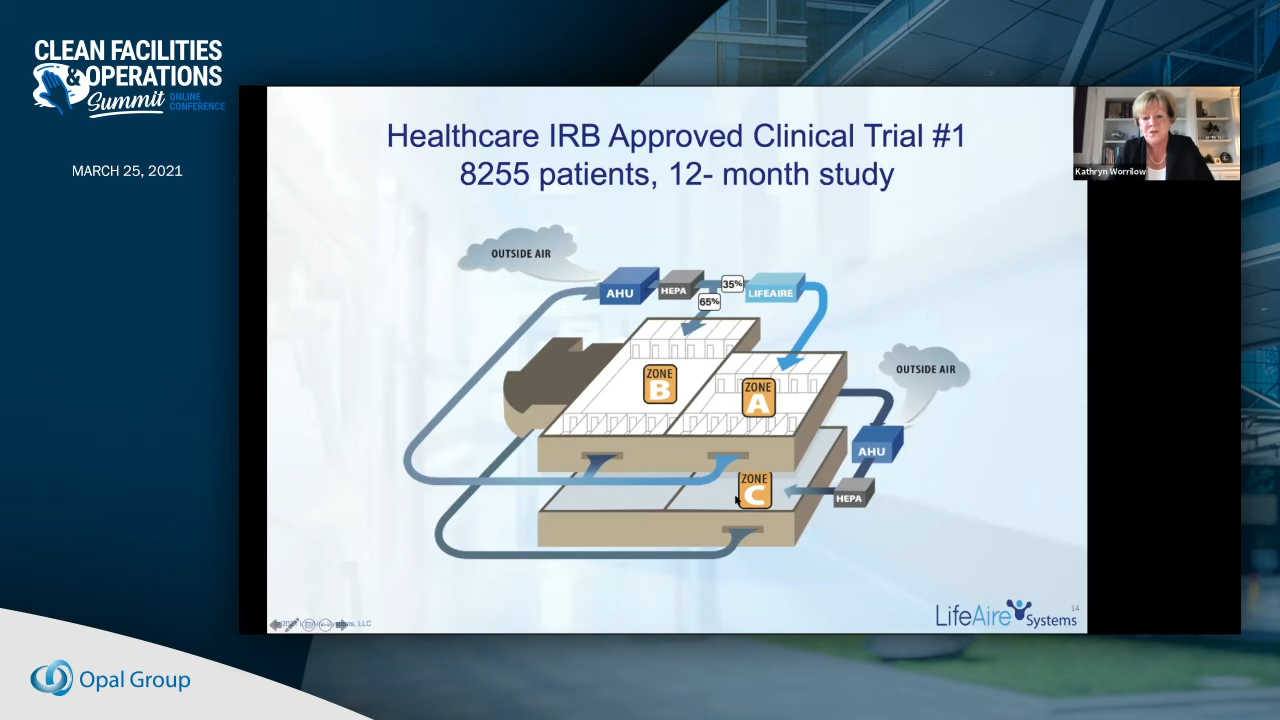 CLEAN FACILITIES
& OPERATIONS
Summit ONLINE CONFERENCE
MARCH 25, 2021
Healthcare IRB Approved Clinical Trial #1
8255 patients, 12- month study
Kathryn Worrilow
OUTSIDE AIR
AHU
HEPA
35%
LIFEAIRE
65%
ZONE
B
ZONE
A
OUTSIDE AIR
AHU
ZONE
C
HEPA
LifeAire Systems
14
Systems, LLC
Opal Group